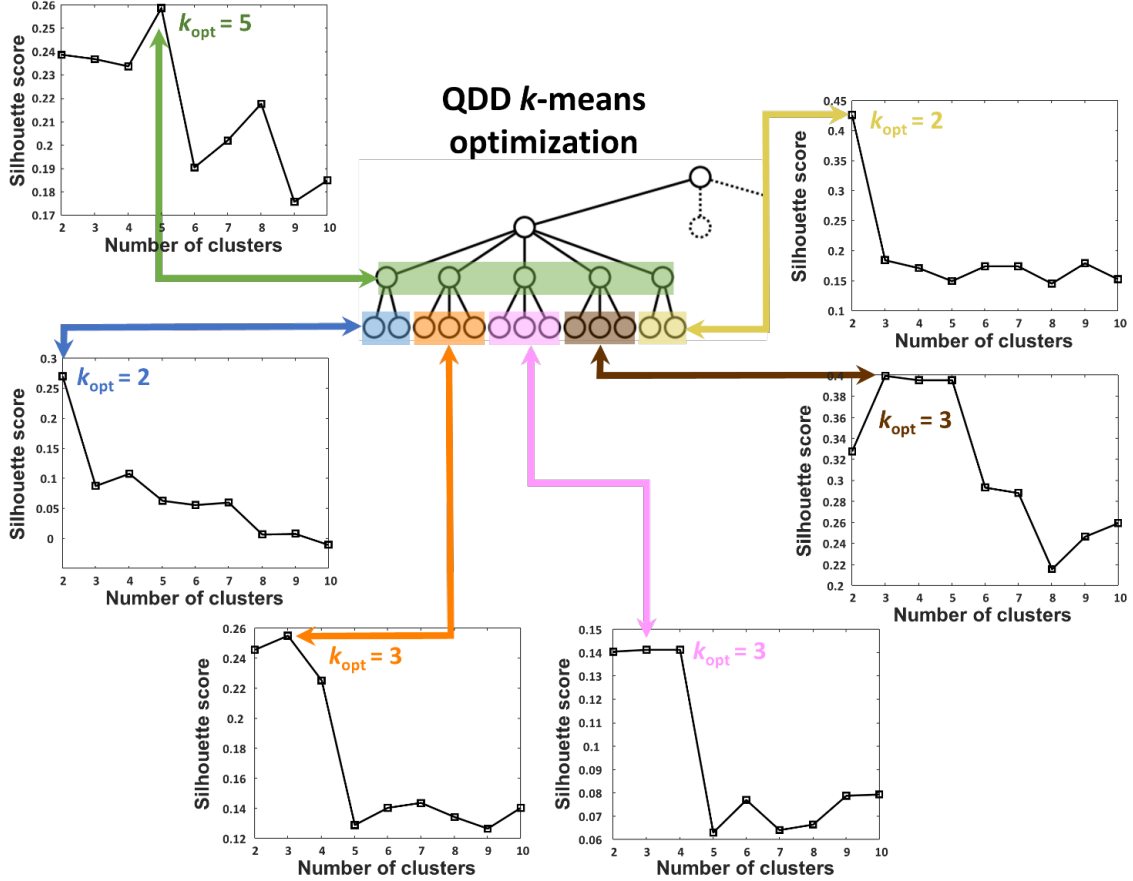 QDD k-means
optimization
Silhouette score
0.26
0.25
0.24
0.23
0.22
0.21
0.2
0.19
0.18
0.17
k opt = 5
2 3 4 5 6 7 8 9 10
Number of clusters
Silhouette score
0.45
0.4
0.35
0.3
0.25
0.2
0.15
0.1
k opt = 2
2 3 4 5 6 7 8 9 10
Number of clusters
Silhouette score
0.3
0.25
0.2
0.15
0.1
0.05
0
k opt = 2
2 3 4 5 6 7 8 9 10
Number of clusters
Silhouette score
0.4
0.38
0.36
0.34
0.32
0.3
0.28
0.26
0.24
0.22
0.2
k opt = 3
2 3 4 5 6 7 8 9 10
Number of clusters
Silhouette score
0.26
0.24
0.22
0.2
0.18
0.16
0.14
0.12
k opt = 3
2 3 4 5 6 7 8 9 10
Number of clusters
Silhouette score
0.15
0.14
0.13
0.12
0.11
0.1
0.09
0.08
0.07
0.06
k opt = 3
2 3 4 5 6 7 8 9 10
Number of clusters